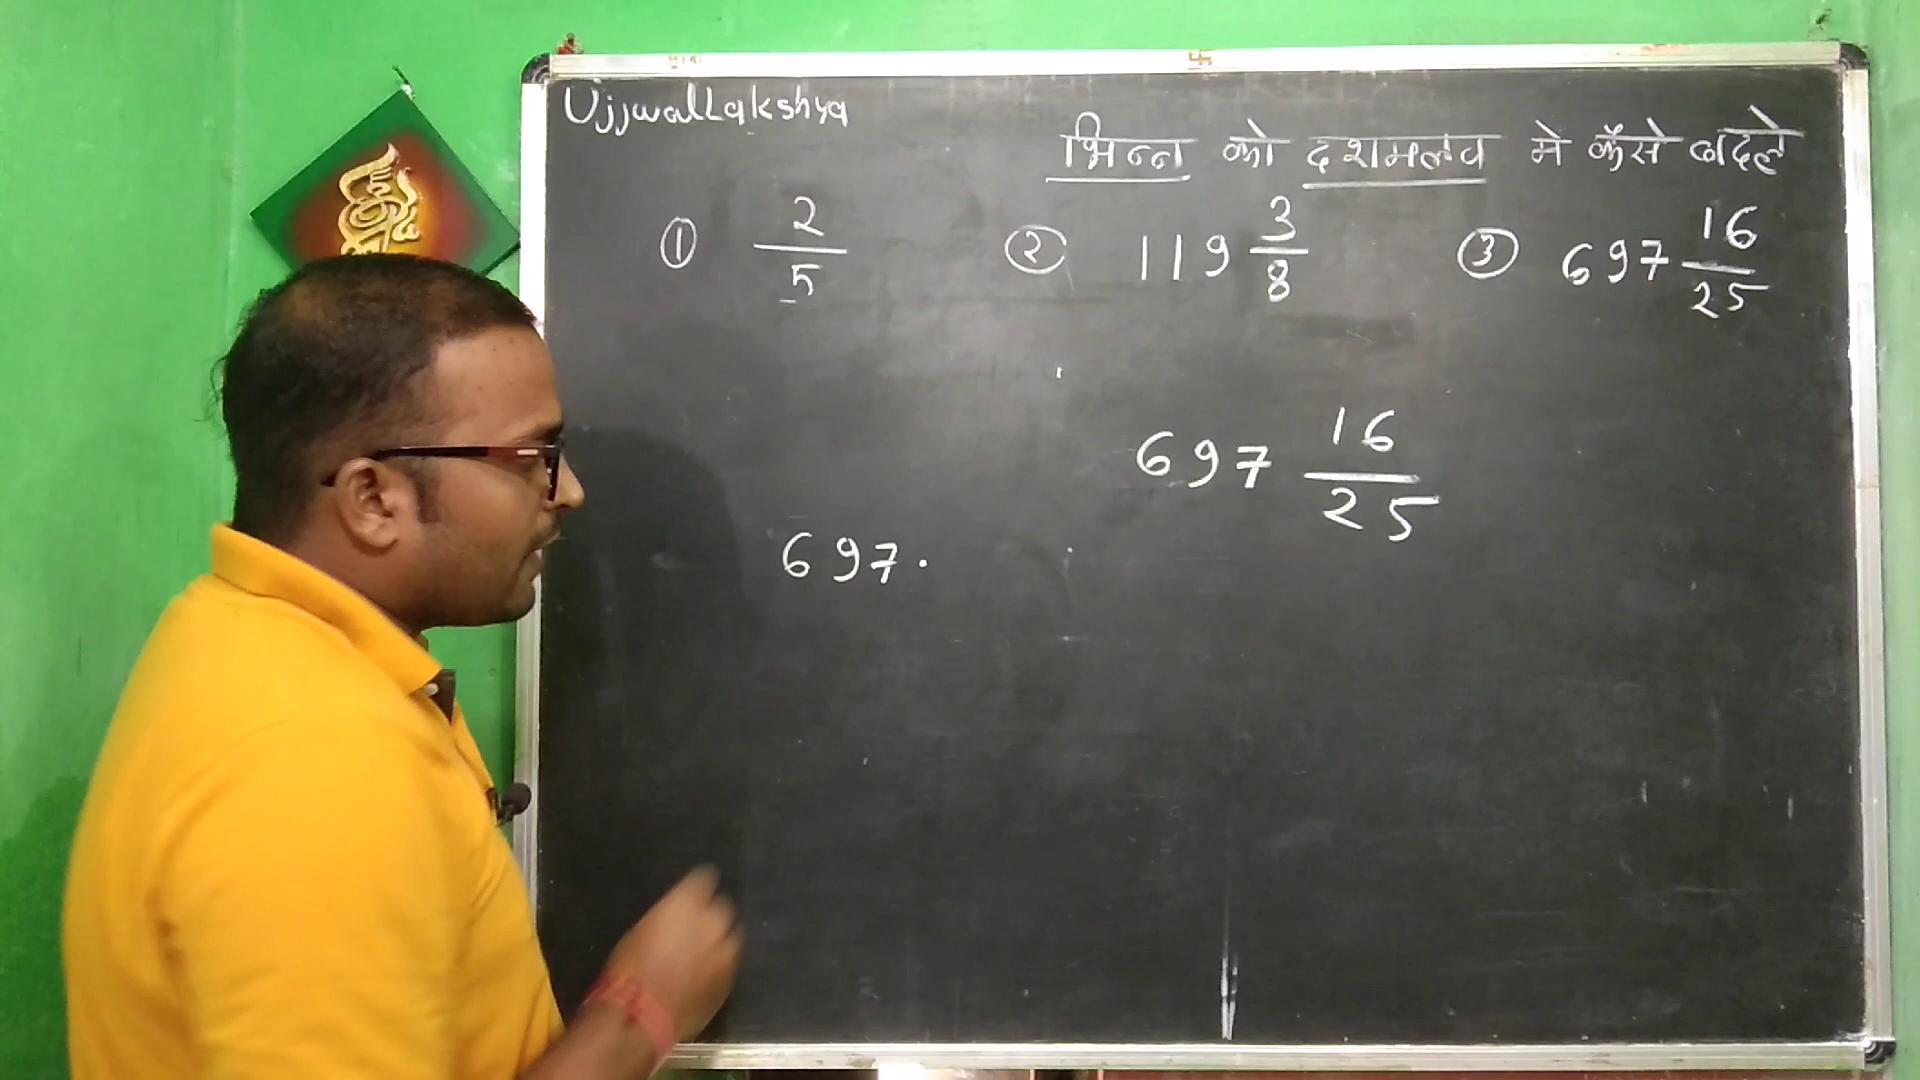 UjjwalLakshya
भिन्न को दशमलव मे कैसे बदले
① 2/5 ② 119 3/8 ③ 697 16/25
697 16/25
697.